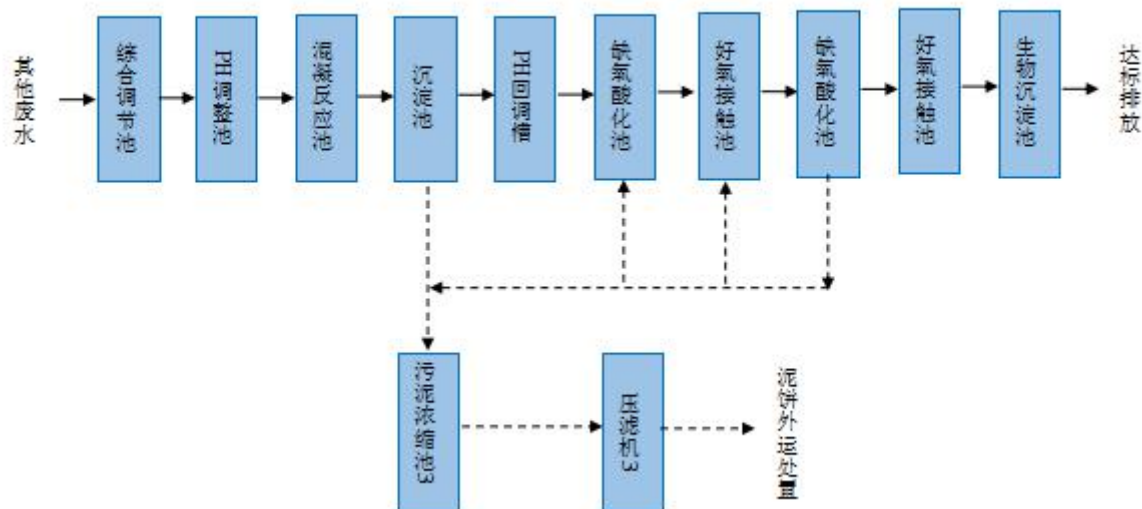 其他废水
综合调节池
PH调整池
混凝反应池
沉淀池
PH回调槽
缺氧酸化池
好氧接触池
缺氧酸化池
好氧接触池
生物沉淀池
达标排放
污泥浓缩池3
压滤机3
泥饼外运处量